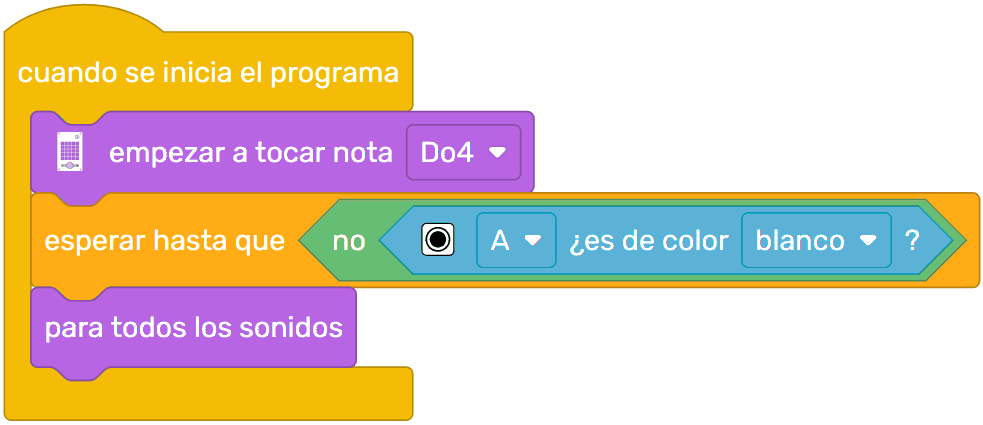 cuando se inicia el programa
empezar a tocar nota Do4
esperar hasta que no A ¿es de color blanco ?
para todos los sonidos